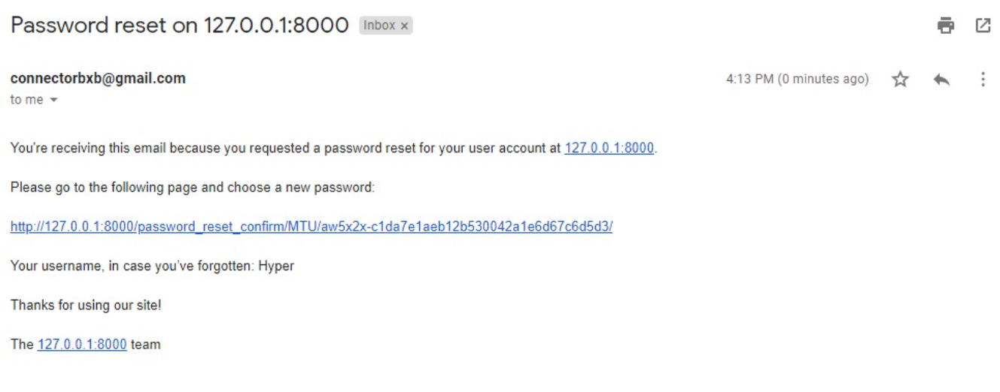 Password reset on 127.0.0.1:8000 Inbox x
connectorbxb@gmail.com 4:13 PM (0 minutes ago)
to me
You're receiving this email because you requested a password reset for your user account at 127.0.0.1:8000.
Please go to the following page and choose a new password:
http://127.0.0.1:8000/password_reset_confirm/MTU/aw5x2x-c1da7e1aeb12b530042a1e6d67c6d5d3/
Your username, in case you've forgotten: Hyper
Thanks for using our site!
The 127.0.0.1:8000 team